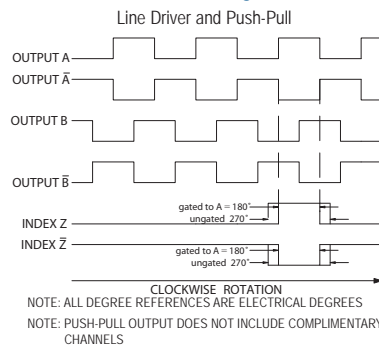 Line Driver and Push-Pull
OUTPUT A
OUTPUT A̅
OUTPUT B
OUTPUT B̅
gated to A = 180°
ungated 270°
INDEX Z
INDEX Z̅
gated to A = 180°
ungated 270°
CLOCKWISE ROTATION
NOTE: ALL DEGREE REFERENCES ARE ELECTRICAL DEGREES
NOTE: PUSH-PULL OUTPUT DOES NOT INCLUDE COMPLIMENTARY
CHANNELS